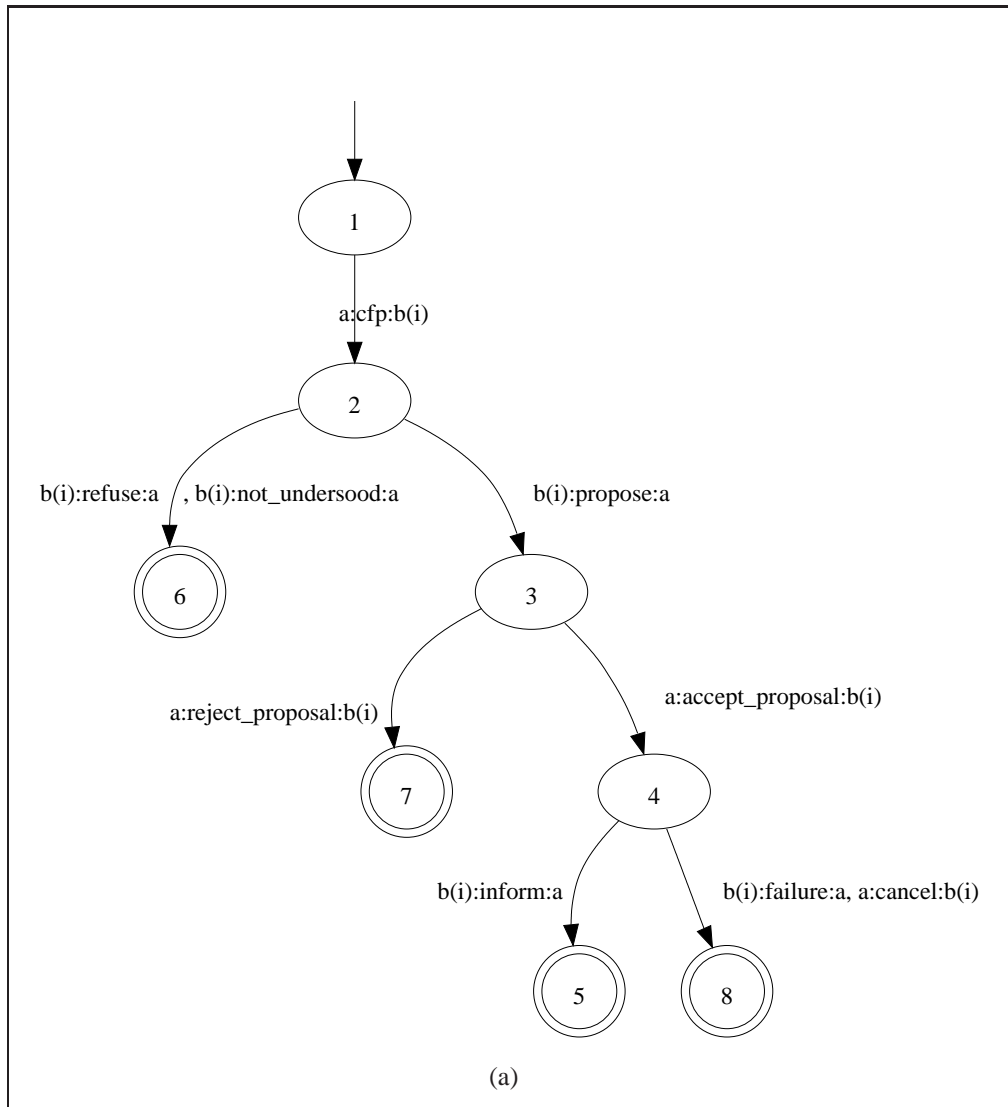 1
a:cfp:b(i)
2
b(i):refuse:a , b(i):not_undersood:a
b(i):propose:a
6
3
a:reject_proposal:b(i)
a:accept_proposal:b(i)
7
4
b(i):inform:a
b(i):failure:a, a:cancel:b(i)
5
8
(a)